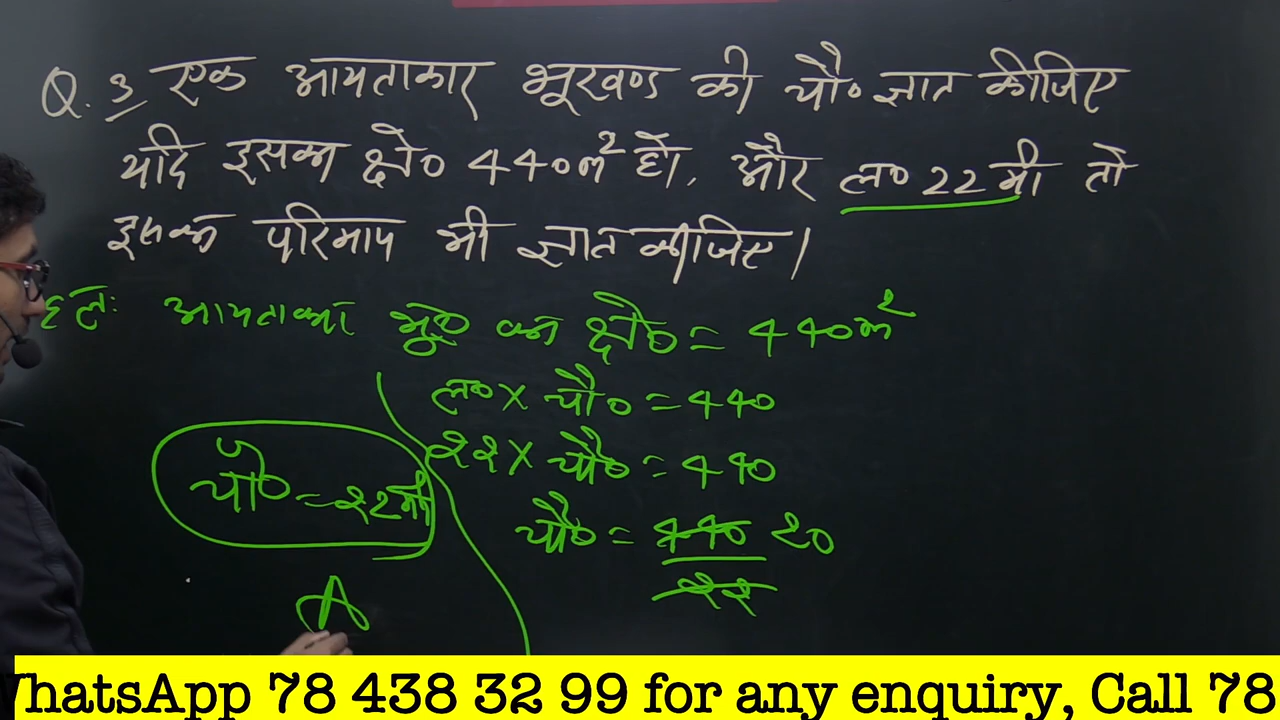 Q. 3, एक आयताकार भूखण्ड की चौ० ज्ञात कीजिए
यदि इसका क्षे० 440m² हो, और ल० 22 मी तो
इसका परिमाप भी ज्ञात कीजिए।
हल: आयताकार भू० का क्षे० = 440m²
ल० x चौ० = 440
22 x चौ० = 440
चौ० = 22मी
चौ० = 440 20
22
A
WhatsApp 78 438 32 99 for any enquiry, Call 78